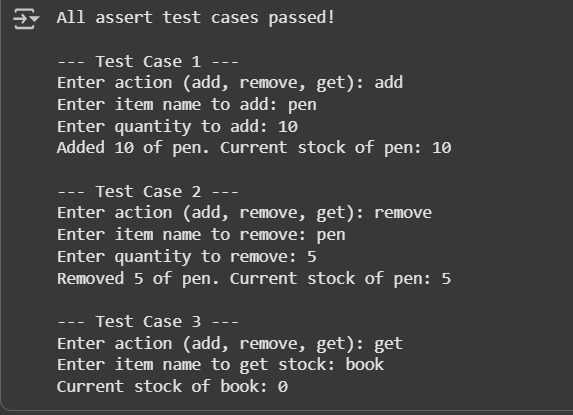 All assert test cases passed!
--- Test Case 1 ---
Enter action (add, remove, get): add
Enter item name to add: pen
Enter quantity to add: 10
Added 10 of pen. Current stock of pen: 10
--- Test Case 2 ---
Enter action (add, remove, get): remove
Enter item name to remove: pen
Enter quantity to remove: 5
Removed 5 of pen. Current stock of pen: 5
--- Test Case 3 ---
Enter action (add, remove, get): get
Enter item name to get stock: book
Current stock of book: 0